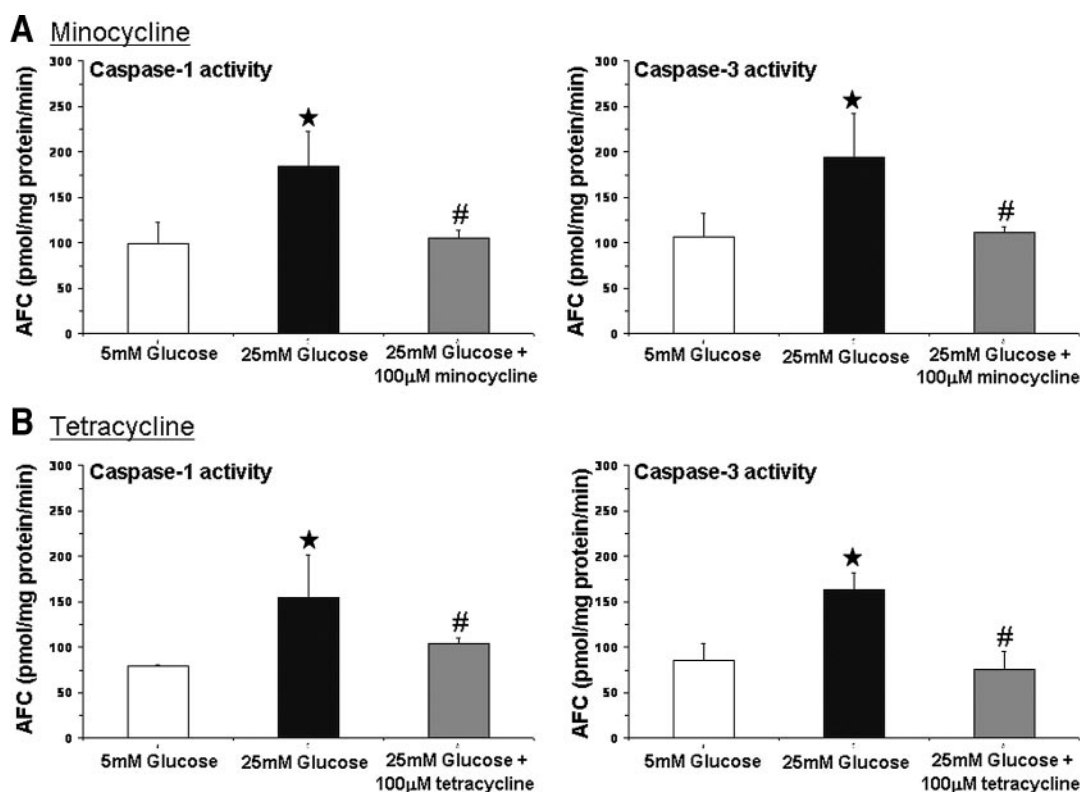 A Minocycline
Caspase-1 activity
AFC (pmol/mg protein/min)
300
250
200
150
100
50
0
★
#
5mM Glucose
25mM Glucose
25mM Glucose +
100µM minocycline
Caspase-3 activity
AFC (pmol/mg protein/min)
300
250
200
150
100
50
0
★
#
5mM Glucose
25mM Glucose
25mM Glucose +
100µM minocycline
B Tetracycline
Caspase-1 activity
AFC (pmol/mg protein/min)
300
250
200
150
100
50
0
★
#
5mM Glucose
25mM Glucose
25mM Glucose +
100µM tetracycline
Caspase-3 activity
AFC (pmol/mg protein/min)
300
250
200
150
100
50
0
★
#
5mM Glucose
25mM Glucose
25mM Glucose +
100µM tetracycline